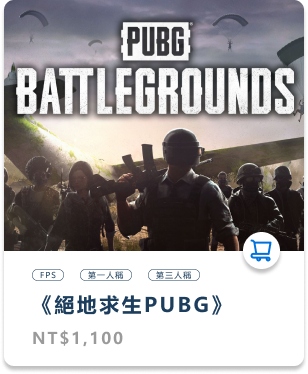 PUBG
BATTLEGROUNDS
FPS 第一人稱 第三人稱
《絕地求生PUBG》
NT$1,100